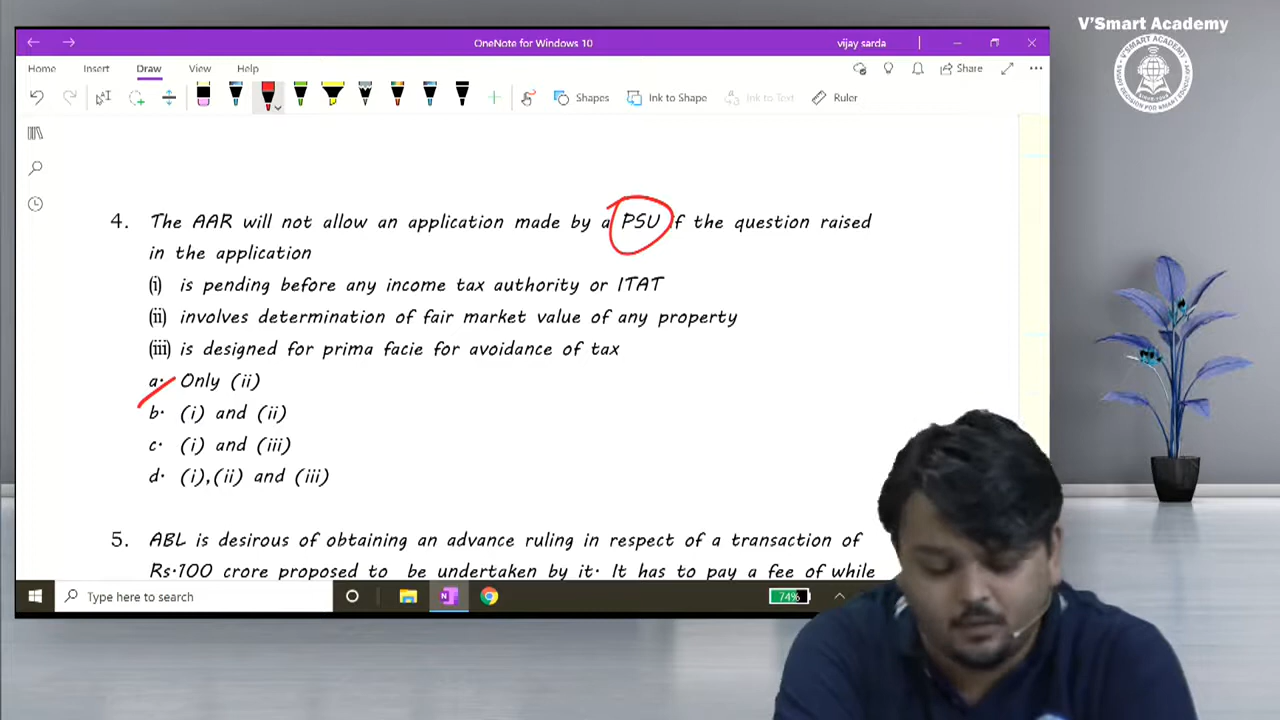 V'Smart Academy
OneNote for Windows 10
vijay sarda
Home Insert Draw View Help
Share
Shapes Ink to Shape Ink to Text Ruler
4. The AAR will not allow an application made by a PSU if the question raised
in the application
(i) is pending before any income tax authority or ITAT
(ii) involves determination of fair market value of any property
(iii) is designed for prima facie for avoidance of tax
a. Only (ii)
b. (i) and (ii)
c. (i) and (iii)
d. (i),(ii) and (iii)
5. ABL is desirous of obtaining an advance ruling in respect of a transaction of
Rs.100 crore proposed to be undertaken by it. It has to pay a fee of while
Type here to search
74%